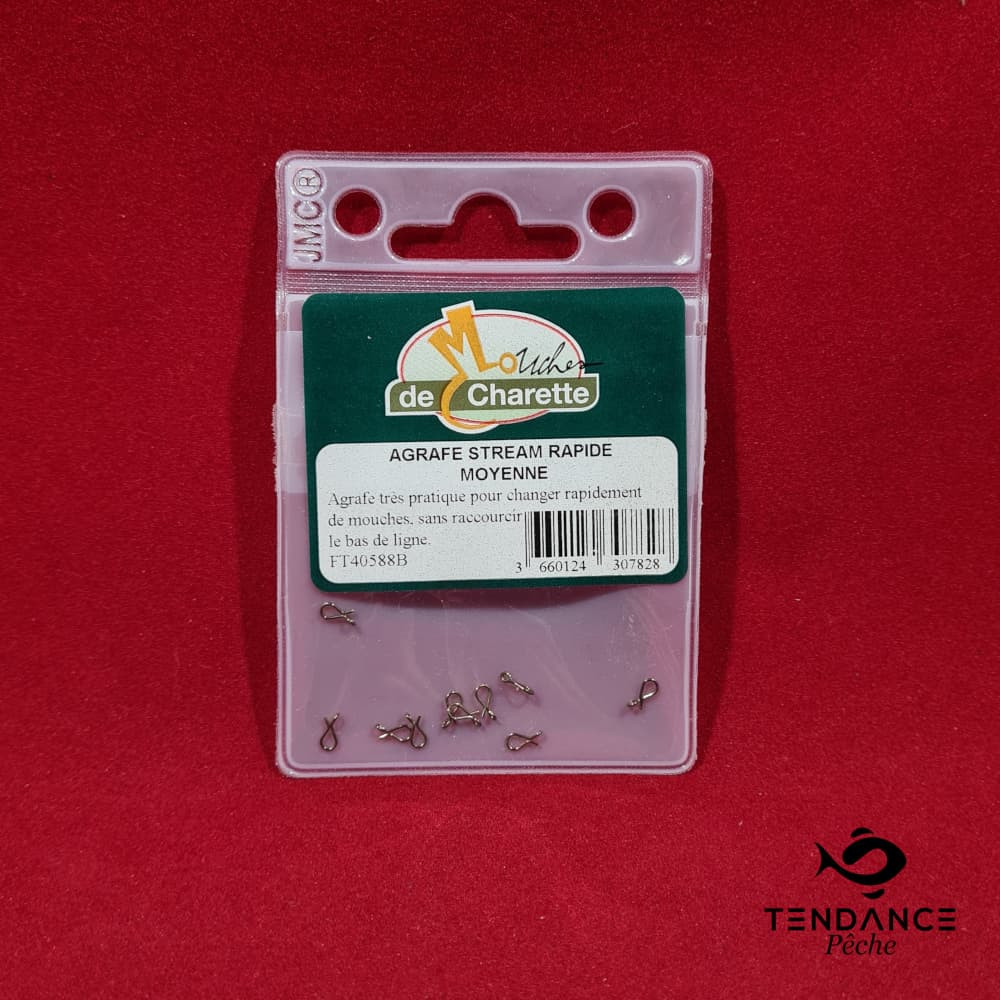 JMC®
Mouches
de Charette
AGRAFE STREAM RAPIDE
MOYENNE
Agrafe très pratique pour changer rapidement
de mouches, sans raccourcir
le bas de ligne.
FT40588B
3 660124 307828
TENDANCE
Pêche